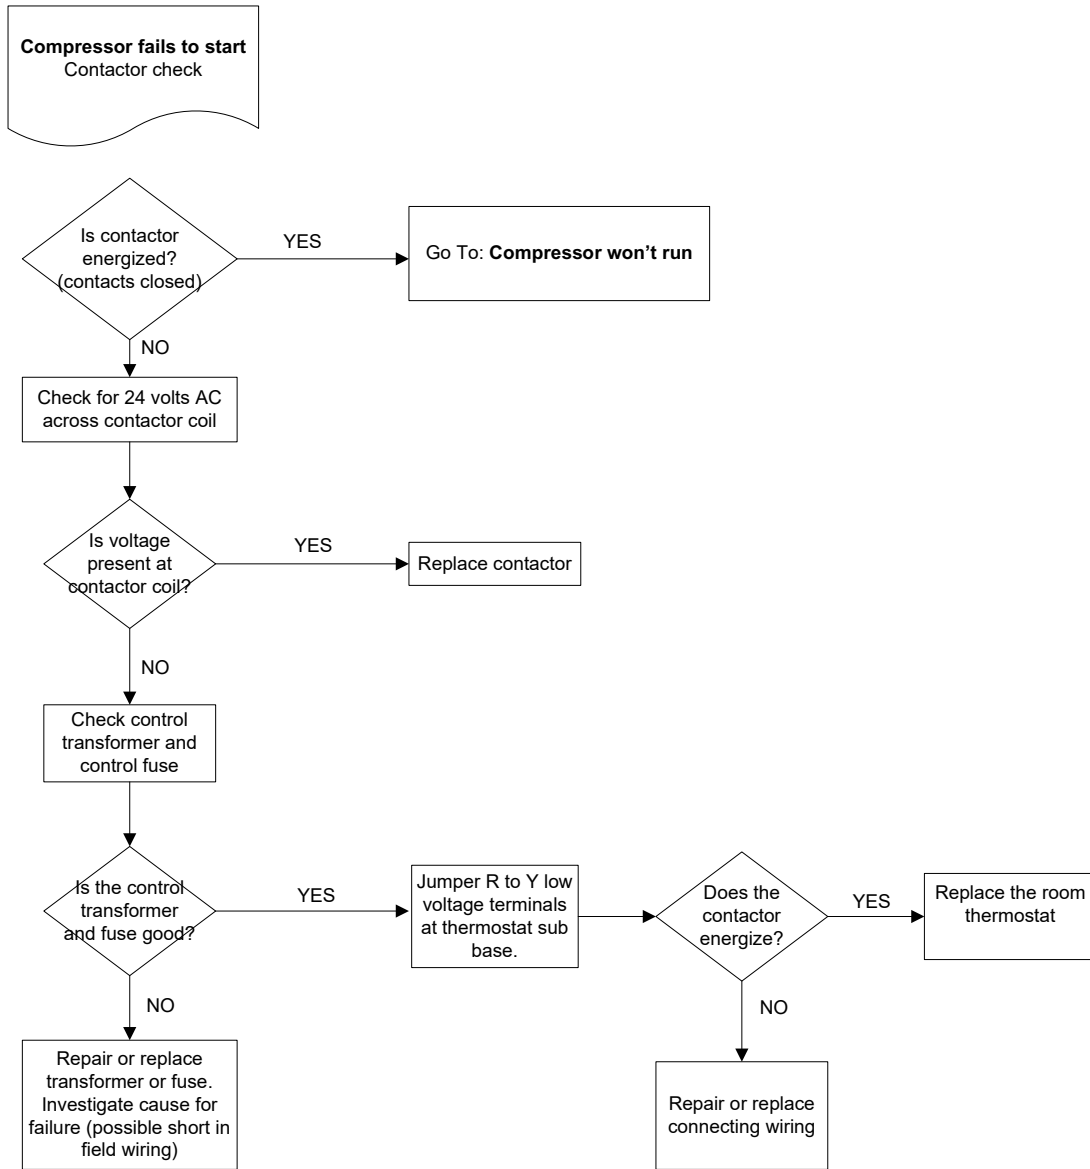 Compressor fails to start
Contactor check
Is contactor
energized?
(contacts closed)
YES
Go To: Compressor won’t run
NO
Check for 24 volts AC
across contactor coil
Is voltage
present at
contactor coil?
YES
Replace contactor
NO
Check control
transformer and
control fuse
Is the control
transformer
and fuse good?
YES
Jumper R to Y low
voltage terminals
at thermostat sub
base.
Does the
contactor
energize?
YES
Replace the room
thermostat
NO
Repair or replace
transformer or fuse.
Investigate cause for
failure (possible short in
field wiring)
NO
Repair or replace
connecting wiring